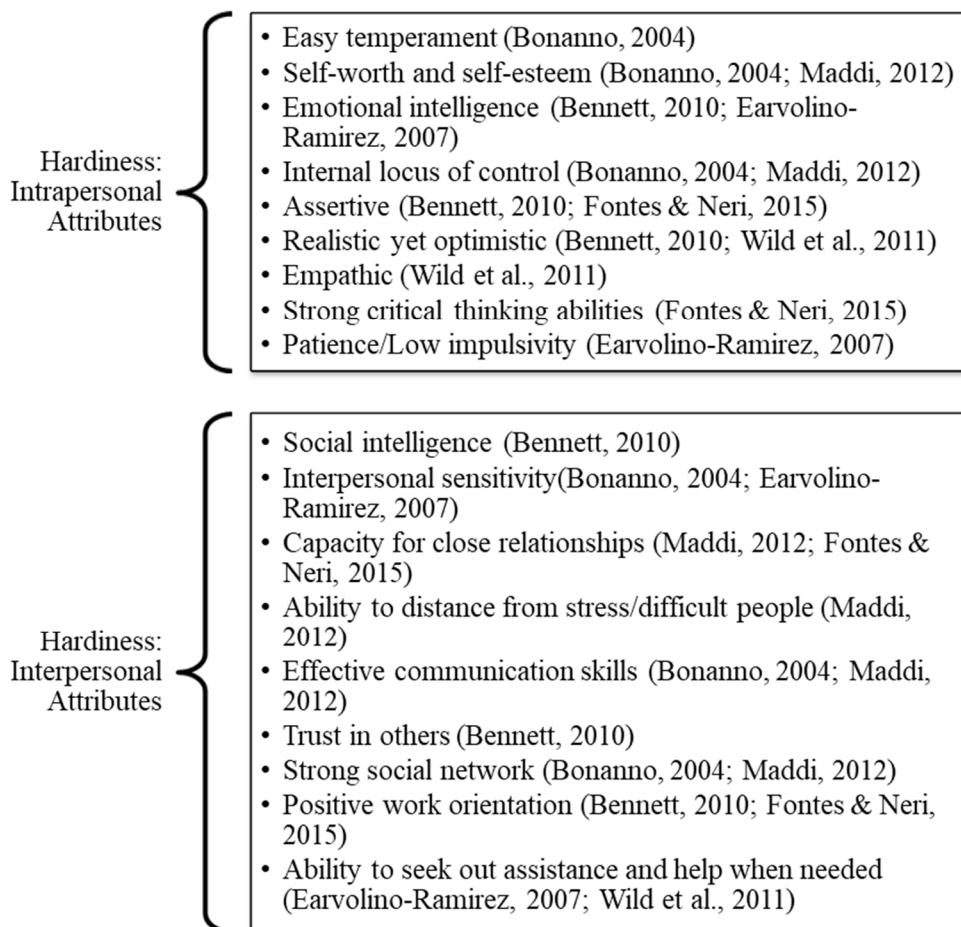 Hardiness:
Intrapersonal
Attributes
• Easy temperament (Bonanno, 2004)
• Self-worth and self-esteem (Bonanno, 2004; Maddi, 2012)
• Emotional intelligence (Bennett, 2010; Earvolino-
Ramirez, 2007)
• Internal locus of control (Bonanno, 2004; Maddi, 2012)
• Assertive (Bennett, 2010; Fontes & Neri, 2015)
• Realistic yet optimistic (Bennett, 2010; Wild et al., 2011)
• Empathic (Wild et al., 2011)
• Strong critical thinking abilities (Fontes & Neri, 2015)
• Patience/Low impulsivity (Earvolino-Ramirez, 2007)
Hardiness:
Interpersonal
Attributes
• Social intelligence (Bennett, 2010)
• Interpersonal sensitivity(Bonanno, 2004; Earvolino-
Ramirez, 2007)
• Capacity for close relationships (Maddi, 2012; Fontes &
Neri, 2015)
• Ability to distance from stress/difficult people (Maddi,
2012)
• Effective communication skills (Bonanno, 2004; Maddi,
2012)
• Trust in others (Bennett, 2010)
• Strong social network (Bonanno, 2004; Maddi, 2012)
• Positive work orientation (Bennett, 2010; Fontes & Neri,
2015)
• Ability to seek out assistance and help when needed
(Earvolino-Ramirez, 2007; Wild et al., 2011)